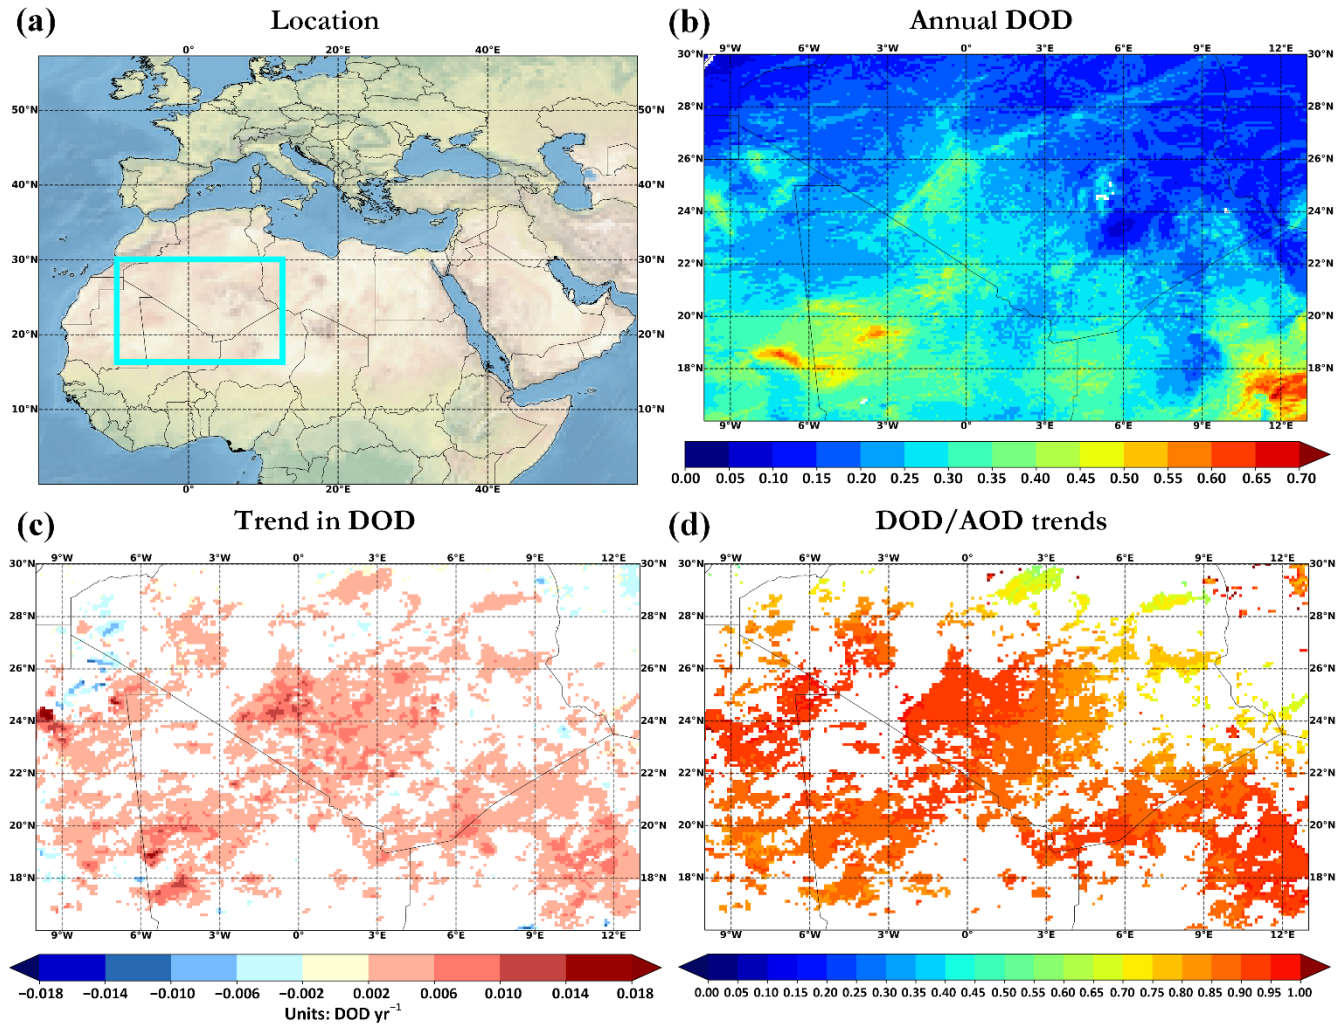 (a) Location
0° 20°E 40°E
50°N 50°N
40°N 40°N
30°N 30°N
20°N 20°N
10°N 10°N
0° 20°E 40°E
(b) Annual DOD
9°W 6°W 3°W 0° 3°E 6°E 9°E 12°E
30°N 30°N
28°N 28°N
26°N 26°N
24°N 24°N
22°N 22°N
20°N 20°N
18°N 18°N
9°W 6°W 3°W 0° 3°E 6°E 9°E 12°E
0.00 0.05 0.10 0.15 0.20 0.25 0.30 0.35 0.40 0.45 0.50 0.55 0.60 0.65 0.70
(c) Trend in DOD
9°W 6°W 3°W 0° 3°E 6°E 9°E 12°E
30°N 30°N
28°N 28°N
26°N 26°N
24°N 24°N
22°N 22°N
20°N 20°N
18°N 18°N
9°W 6°W 3°W 0° 3°E 6°E 9°E 12°E
−0.018 −0.014 −0.010 −0.006 −0.002 0.002 0.006 0.010 0.014 0.018
Units: DOD yr⁻¹
(d) DOD/AOD trends
9°W 6°W 3°W 0° 3°E 6°E 9°E 12°E
30°N 30°N
28°N 28°N
26°N 26°N
24°N 24°N
22°N 22°N
20°N 20°N
18°N 18°N
9°W 6°W 3°W 0° 3°E 6°E 9°E 12°E
0.00 0.05 0.10 0.15 0.20 0.25 0.30 0.35 0.40 0.45 0.50 0.55 0.60 0.65 0.70 0.75 0.80 0.85 0.90 0.95 1.00